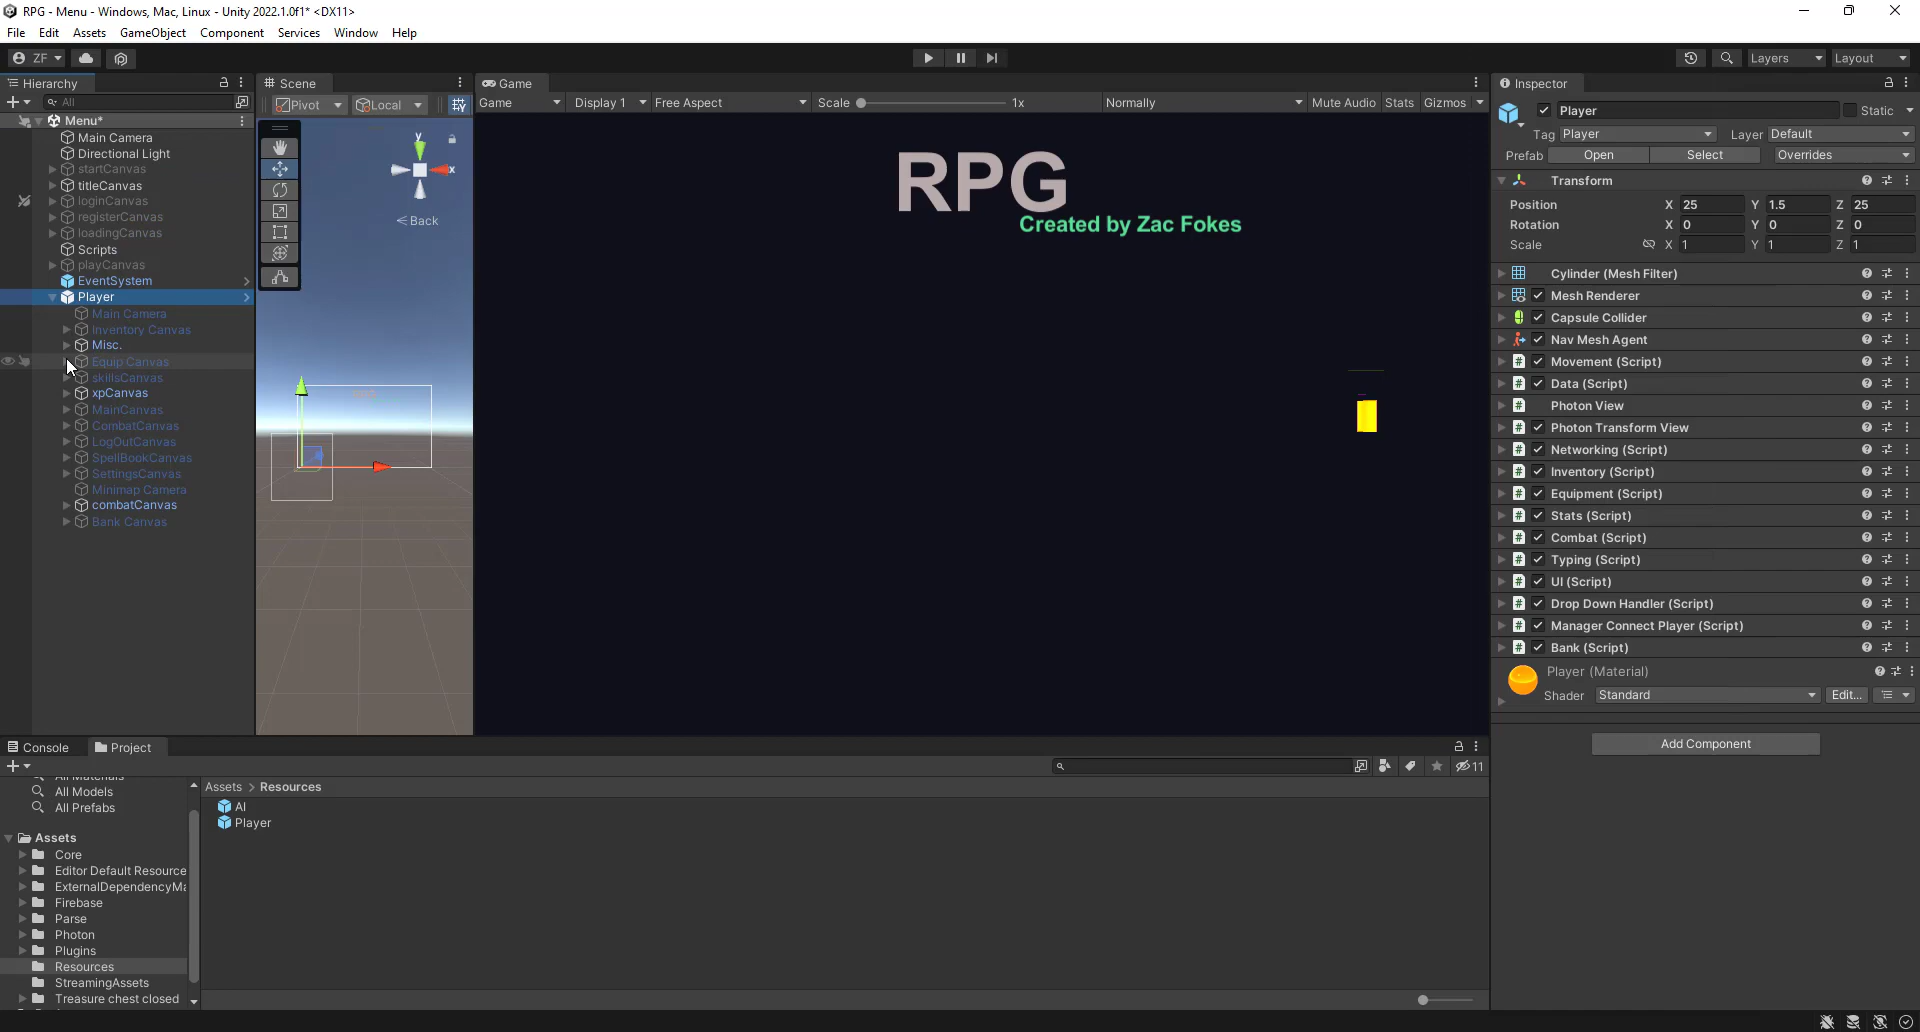 RPG - Menu - Windows, Mac, Linux - Unity 2022.1.0f1* <DX11>
File Edit Assets GameObject Component Services Window Help
ZF Layers Layout
Hierarchy Scene Game Inspector
All Pivot Local Game Display 1 Free Aspect Scale 1x Normally Mute Audio Stats Gizmos
Menu*
Main Camera
Directional Light
startCanvas
titleCanvas
loginCanvas
registerCanvas
loadingCanvas
Scripts
playCanvas
EventSystem
Player
Main Camera
Inventory Canvas
Misc.
Equip Canvas
skillsCanvas
xpCanvas
MainCanvas
CombatCanvas
LogOutCanvas
SpellBookCanvas
SettingsCanvas
Minimap Camera
combatCanvas
Bank Canvas
y
x
< Back
RPG
Created by Zac Fokes
Player Static
Tag Player Layer Default
Prefab Open Select Overrides
Transform
Position X 25 Y 1.5 Z 25
Rotation X 0 Y 0 Z 0
Scale X 1 Y 1 Z 1
Cylinder (Mesh Filter)
Mesh Renderer
Capsule Collider
Nav Mesh Agent
Movement (Script)
Data (Script)
Photon View
Photon Transform View
Networking (Script)
Inventory (Script)
Equipment (Script)
Stats (Script)
Combat (Script)
Typing (Script)
UI (Script)
Drop Down Handler (Script)
Manager Connect Player (Script)
Bank (Script)
Player (Material)
Shader Standard Edit...
Add Component
Console Project
11
All Materials
All Models
All Prefabs
Assets
Core
Editor Default Resource
ExternalDependencyMa
Firebase
Parse
Photon
Plugins
Resources
StreamingAssets
Treasure chest closed
Assets > Resources
AI
Player